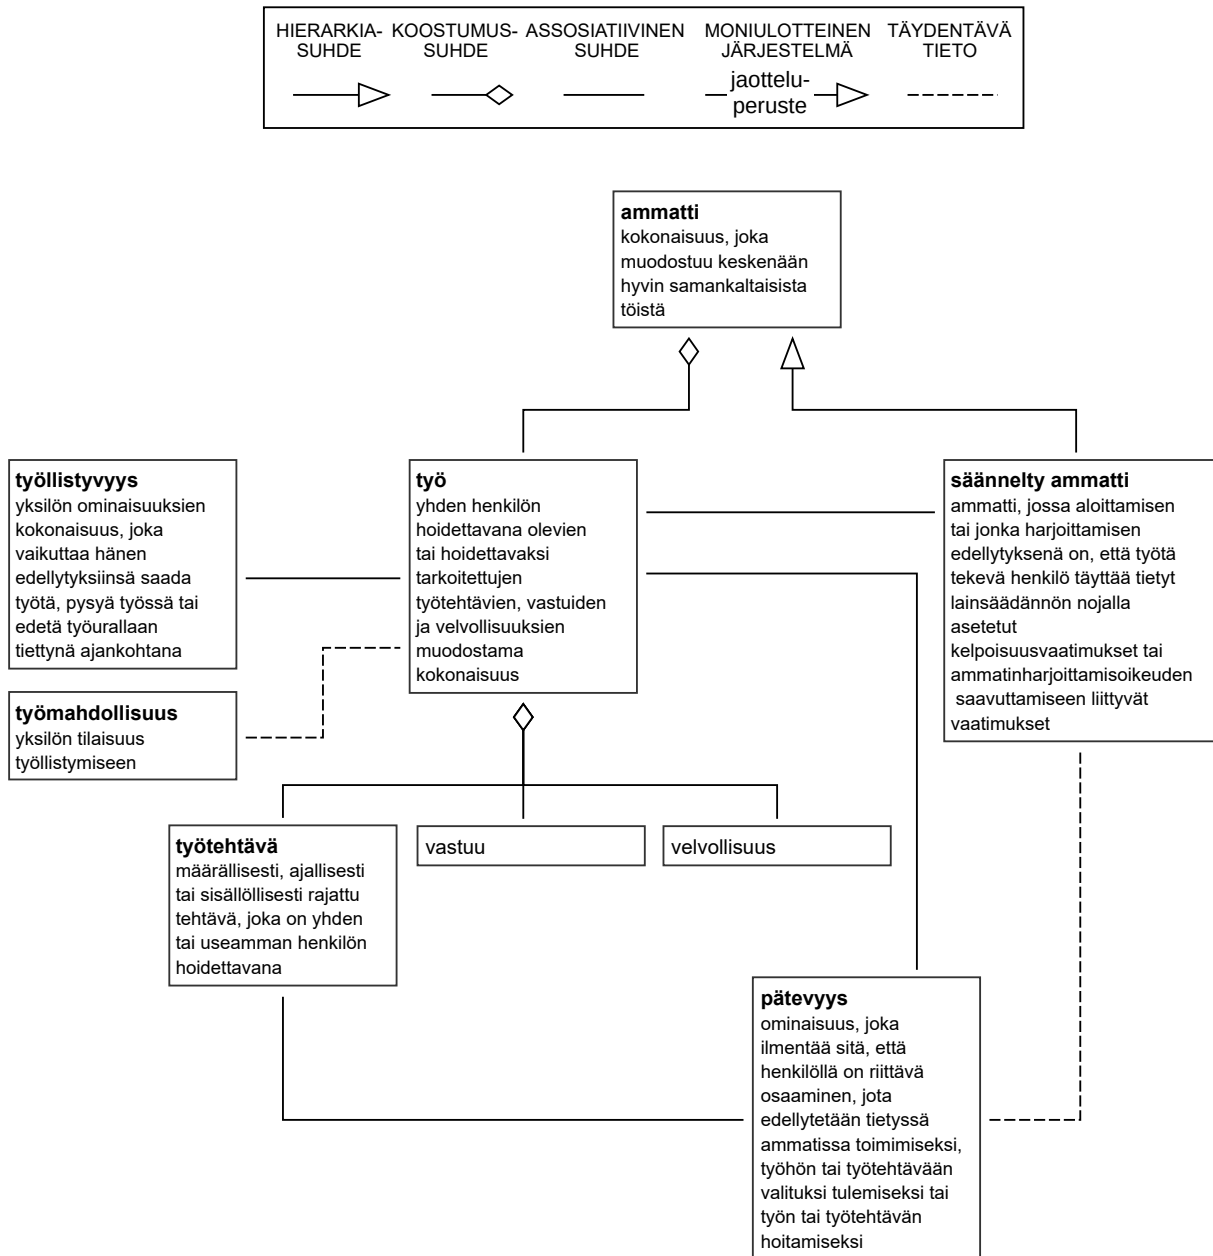 HIERARKIA-
SUHDE
KOOSTUMUS-
SUHDE
ASSOSIATIIVINEN
SUHDE
MONIULOTTEINEN
JÄRJESTELMÄ
jaottelu-
peruste
TÄYDENTÄVÄ
TIETO
ammatti
kokonaisuus, joka
muodostuu keskenään
hyvin samankaltaisista
töistä
työllistyvyys
yksilön ominaisuuksien
kokonaisuus, joka
vaikuttaa hänen
edellytyksiinsä saada
työtä, pysyä työssä tai
edetä työurallaan
tiettynä ajankohtana
työ
yhden henkilön
hoidettavana olevien
tai hoidettavaksi
tarkoitettujen
työtehtävien, vastuiden
ja velvollisuuksien
muodostama
kokonaisuus
säännelty ammatti
ammatti, jossa aloittamisen
tai jonka harjoittamisen
edellytyksenä on, että työtä
tekevä henkilö täyttää tietyt
lainsäädännön nojalla
asetetut
kelpoisuusvaatimukset tai
ammatinharjoittamisoikeuden
saavuttamiseen liittyvät
vaatimukset
työmahdollisuus
yksilön tilaisuus
työllistymiseen
työtehtävä
määrällisesti, ajallisesti
tai sisällöllisesti rajattu
tehtävä, joka on yhden
tai useamman henkilön
hoidettavana
vastuu
velvollisuus
pätevyys
ominaisuus, joka
ilmentää sitä, että
henkilöllä on riittävä
osaaminen, jota
edellytetään tietyssä
ammatissa toimimiseksi,
työhön tai työtehtävään
valituksi tulemiseksi tai
työn tai työtehtävän
hoitamiseksi